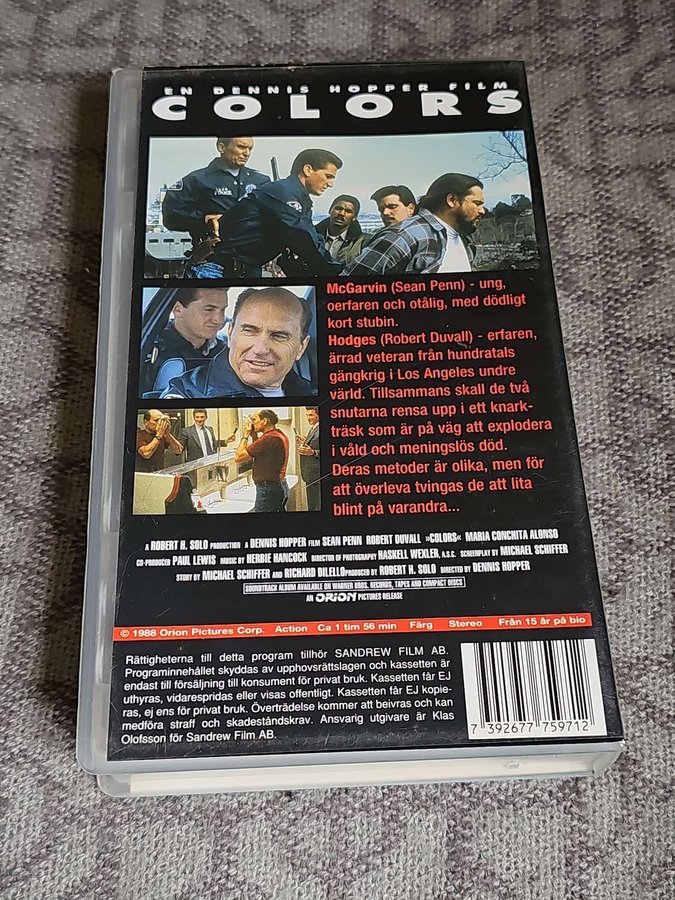 EN DENNIS HOPPER FILM
COLORS
McGarvin (Sean Penn) - ung,
oerfaren och otålig, med dödligt
kort stubin.
Hodges (Robert Duvall) - erfaren,
ärrad veteran från hundratals
gängkrig i Los Angeles undre
värld. Tillsammans skall de två
snutarna rensa upp i ett knark-
träsk som är på väg att explodera
i våld och meningslös död.
Deras metoder är olika, men för
att överleva tvingas de att lita
blint på varandra...
A ROBERT H. SOLO PRODUCTION A DENNIS HOPPER FILM SEAN PENN ROBERT DUVALL »COLORS« MARIA CONCHITA ALONSO
CO-PRODUCER PAUL LEWIS MUSIC BY HERBIE HANCOCK DIRECTOR OF PHOTOGRAPHY HASKELL WEXLER, A.S.C. SCREENPLAY BY MICHAEL SCHIFFER
STORY BY MICHAEL SCHIFFER AND RICHARD DILELLO PRODUCED BY ROBERT H. SOLO DIRECTED BY DENNIS HOPPER
SOUNDTRACK ALBUM AVAILABLE ON WARNER BROS. RECORDS, TAPES AND COMPACT DISCS
AN ORION PICTURES RELEASE
© 1988 Orion Pictures Corp. Action Ca 1 tim 56 min Färg Stereo Från 15 år på bio
Rättigheterna till detta program tillhör SANDREW FILM AB.
Programinnehållet skyddas av upphovsrättslagen och kassetten är
endast till försäljning till konsument för privat bruk. Kassetten får EJ
uthyras, vidarespridas eller visas offentligt. Kassetten får EJ kopie-
ras, ej ens för privat bruk. Överträdelse kommer att beivras och kan
medföra straff och skadeståndskrav. Ansvarig utgivare är Klas
Olofsson för Sandrew Film AB.
7 392677 759712